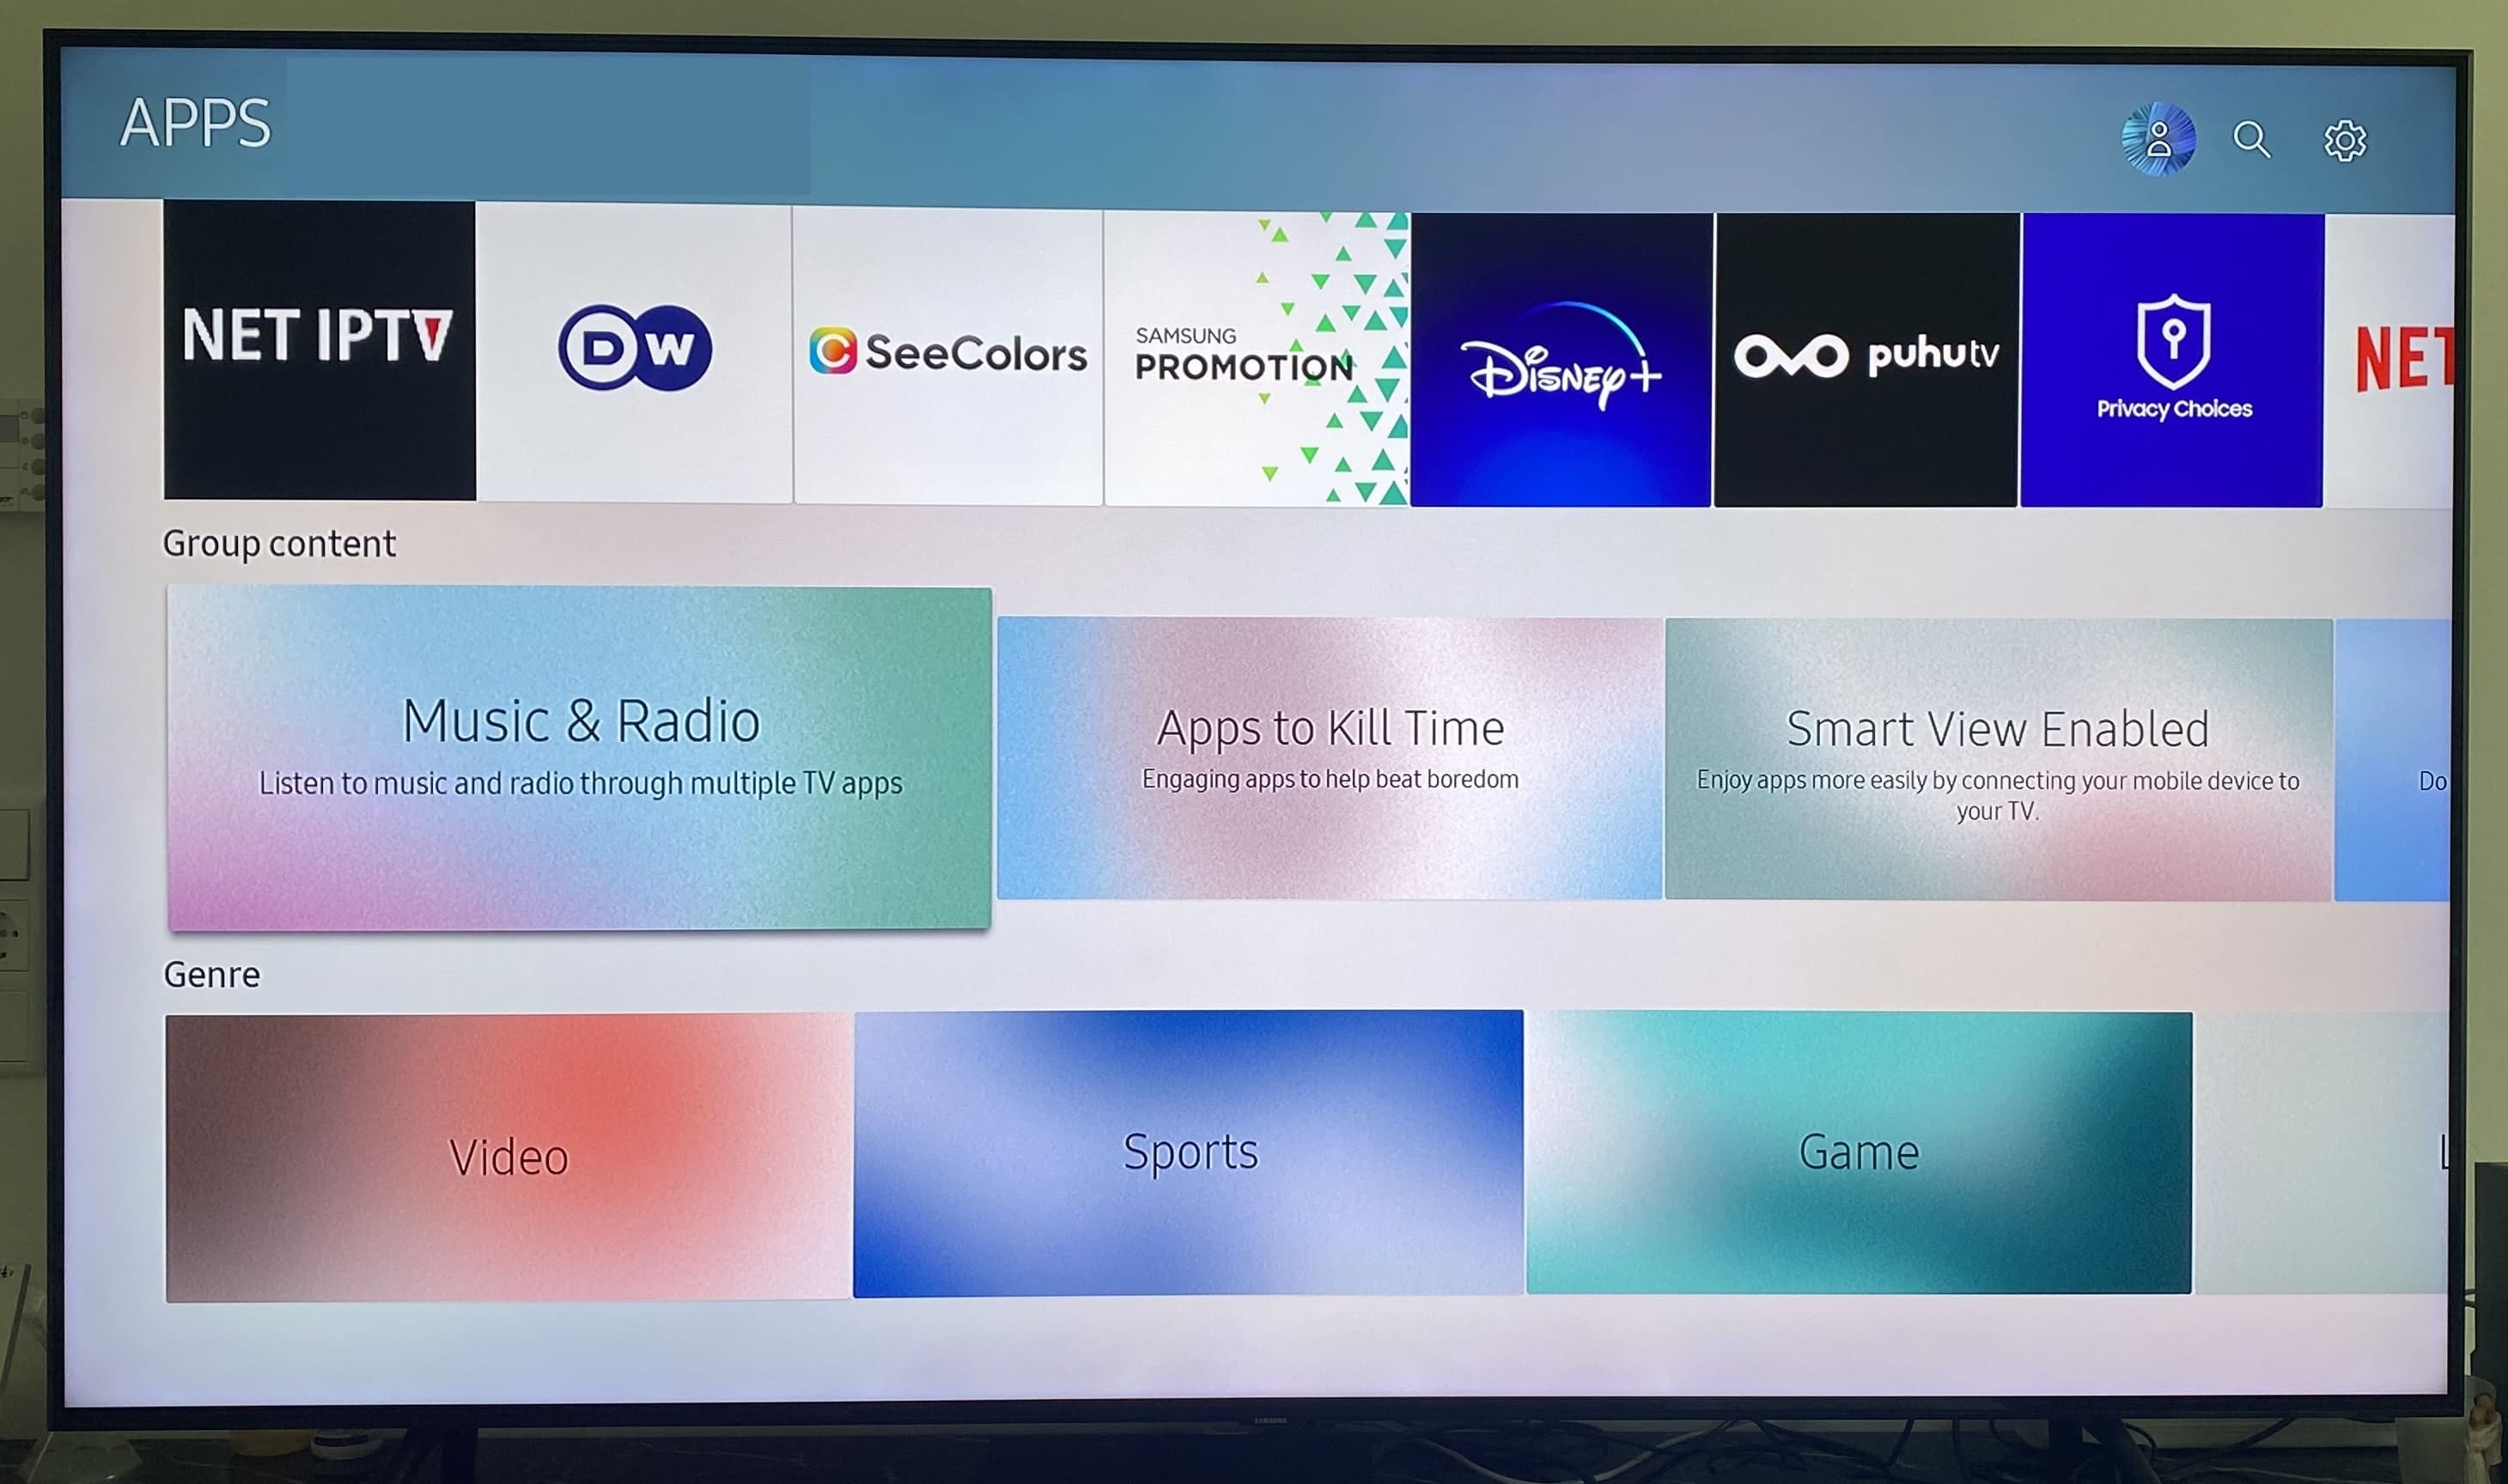 APPS
NET IPTV
DW
C SeeColors
SAMSUNG
PROMOTION
Disney+
puhutv
Privacy Choices
NET
Group content
Music & Radio
Listen to music and radio through multiple TV apps
Apps to Kill Time
Engaging apps to help beat boredom
Smart View Enabled
Enjoy apps more easily by connecting your mobile device to
your TV.
Do
Genre
Video
Sports
Game
SAMSUNG